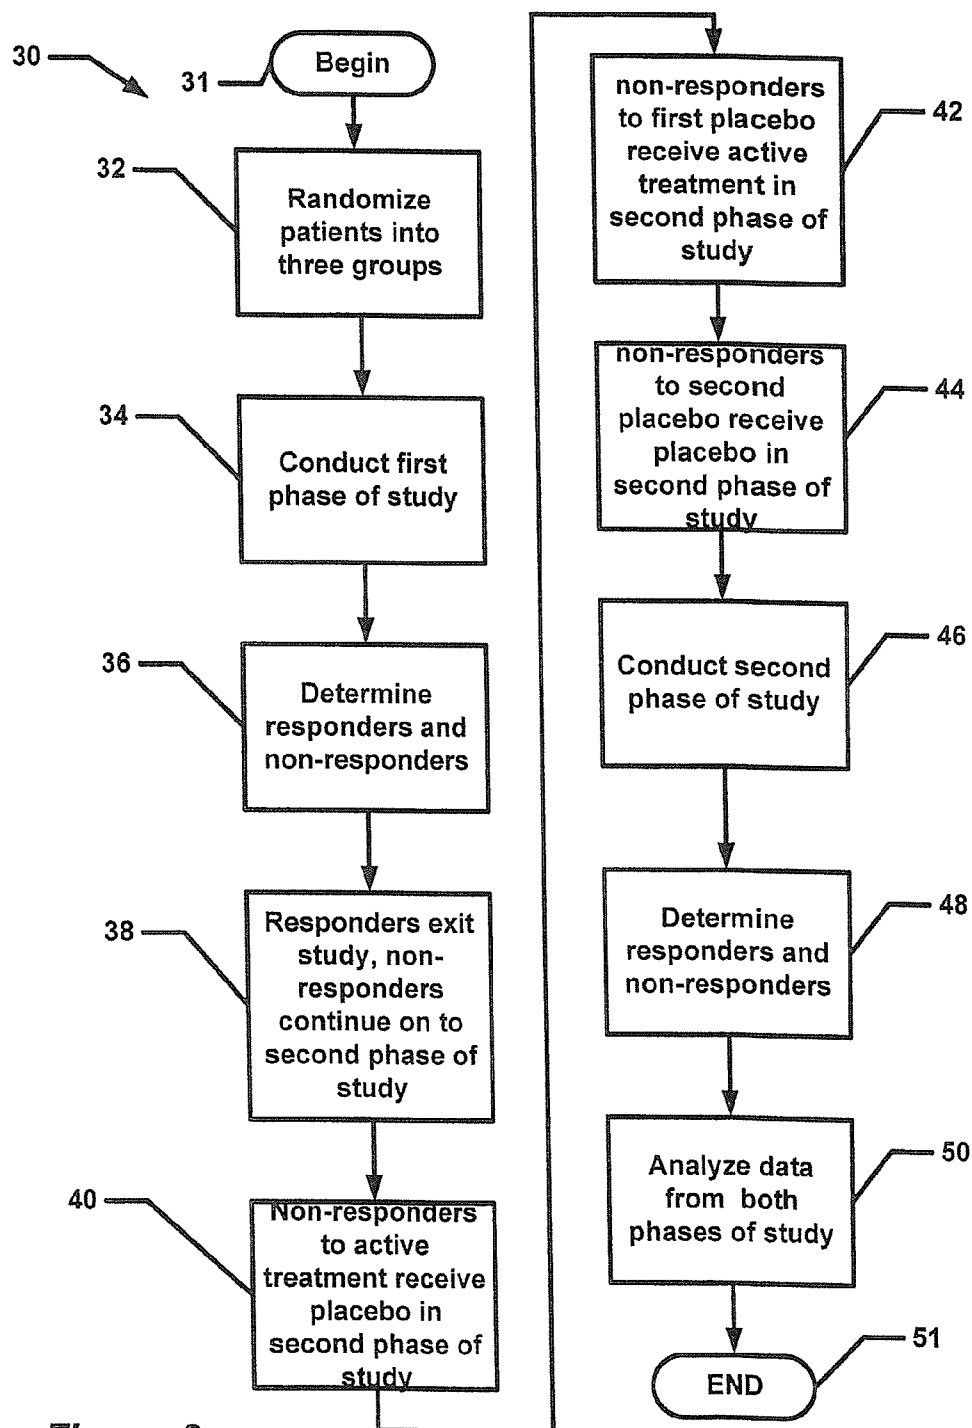 30
31
Begin
32
Randomize
patients into
three groups
34
Conduct first
phase of study
36
Determine
responders and
non-responders
38
Responders exit
study, non-
responders
continue on to
second phase of
study
40
Non-responders
to active
treatment receive
placebo in
second phase of
study
42
non-responders
to first placebo
receive active
treatment in
second phase of
study
44
non-responders
to second
placebo receive
placebo in
second phase of
study
46
Conduct second
phase of study
48
Determine
responders and
non-responders
50
Analyze data
from both
phases of study
51
END